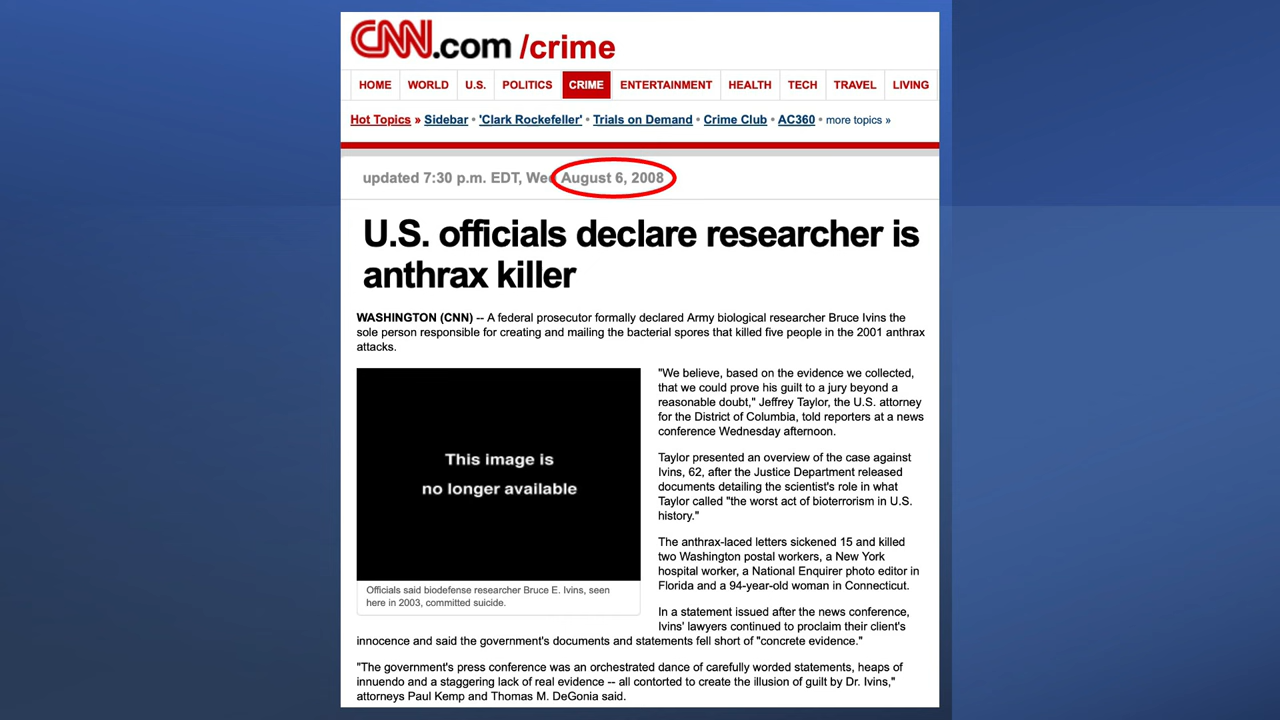 CNN.com /crime
HOME WORLD U.S. POLITICS CRIME ENTERTAINMENT HEALTH TECH TRAVEL LIVING
Hot Topics » Sidebar • 'Clark Rockefeller' • Trials on Demand • Crime Club • AC360 • more topics »
updated 7:30 p.m. EDT, Wed August 6, 2008
U.S. officials declare researcher is
anthrax killer
WASHINGTON (CNN) -- A federal prosecutor formally declared Army biological researcher Bruce Ivins the
sole person responsible for creating and mailing the bacterial spores that killed five people in the 2001 anthrax
attacks.
This image is
no longer available
Officials said biodefense researcher Bruce E. Ivins, seen
here in 2003, committed suicide.
"We believe, based on the evidence we collected,
that we could prove his guilt to a jury beyond a
reasonable doubt," Jeffrey Taylor, the U.S. attorney
for the District of Columbia, told reporters at a news
conference Wednesday afternoon.
Taylor presented an overview of the case against
Ivins, 62, after the Justice Department released
documents detailing the scientist's role in what
Taylor called "the worst act of bioterrorism in U.S.
history."
The anthrax-laced letters sickened 15 and killed
two Washington postal workers, a New York
hospital worker, a National Enquirer photo editor in
Florida and a 94-year-old woman in Connecticut.
In a statement issued after the news conference,
Ivins' lawyers continued to proclaim their client's
innocence and said the government's documents and statements fell short of "concrete evidence."
"The government's press conference was an orchestrated dance of carefully worded statements, heaps of
innuendo and a staggering lack of real evidence -- all contorted to create the illusion of guilt by Dr. Ivins,"
attorneys Paul Kemp and Thomas M. DeGonia said.